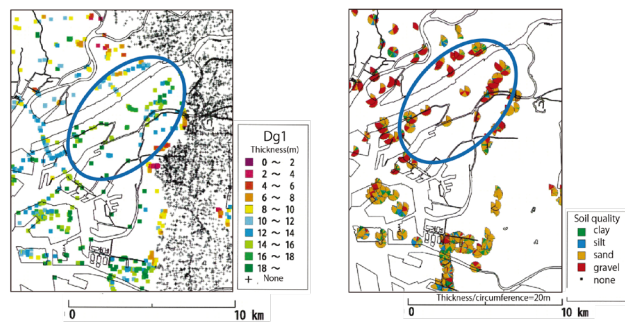 Dg1
Thickness(m)
0 ～ 2
2 ～ 4
4 ～ 6
6 ～ 8
8 ～ 10
10 ～ 12
12 ～ 14
14 ～ 16
16 ～ 18
18 ～
+ None
0 10 km
Soil quality
clay
silt
sand
gravel
none
Thickness/circumference=20m
0 10 km